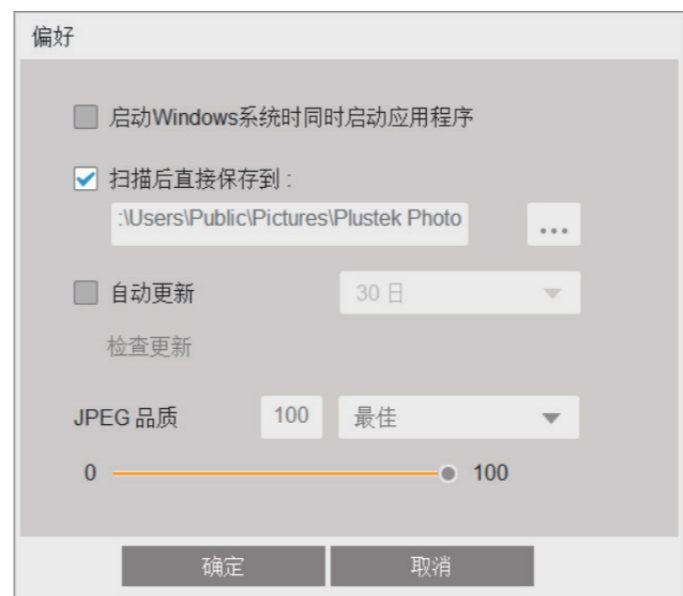 偏好
启动Windows系统时同时启动应用程序
扫描后直接保存到 :
:\Users\Public\Pictures\Plustek Photo ...
自动更新 30 日
检查更新
JPEG 品质 100 最佳
0 100
确定 取消